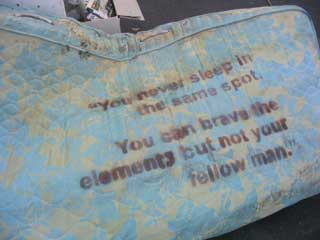 "You never sleep in
the same spot.
You can brave the
elements but not your
fellow man."